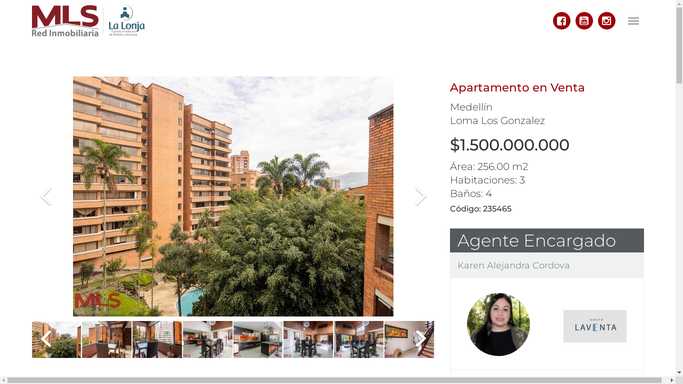 MLS
Red Inmobiliaria
La Lonja
Apartamento en Venta
Medellín
Loma Los Gonzalez
$1.500.000.000
Área: 256.00 m2
Habitaciones: 3
Baños: 4
Código: 235465
Agente Encargado
Karen Alejandra Cordova
LAVENTA
MLS